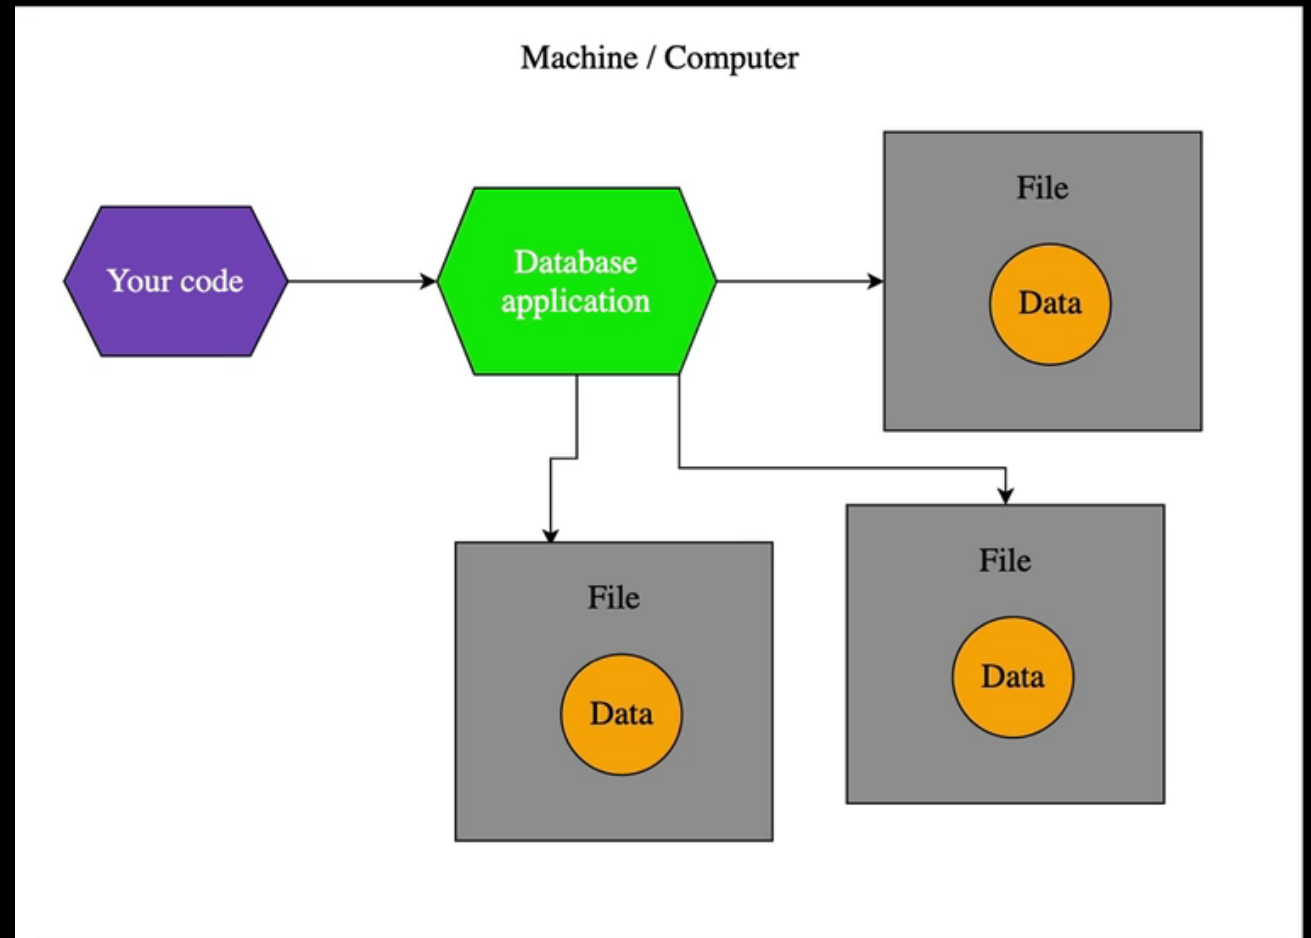 Machine / Computer
Your code
Database
application
File
Data
File
Data
File
Data